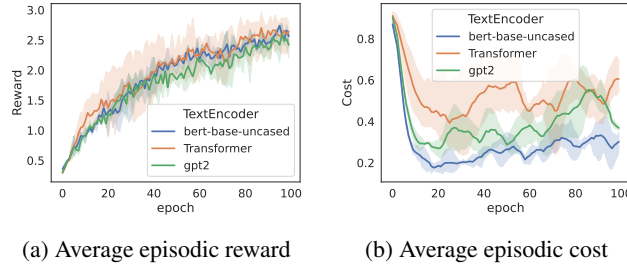 3.0
2.5
2.0
1.5
1.0
0.5
Reward
TextEncoder
bert-base-uncased
Transformer
gpt2
0 20 40 60 80 100
epoch
(a) Average episodic reward
0.8
0.6
0.4
0.2
Cost
TextEncoder
bert-base-uncased
Transformer
gpt2
0 20 40 60 80 100
epoch
(b) Average episodic cost